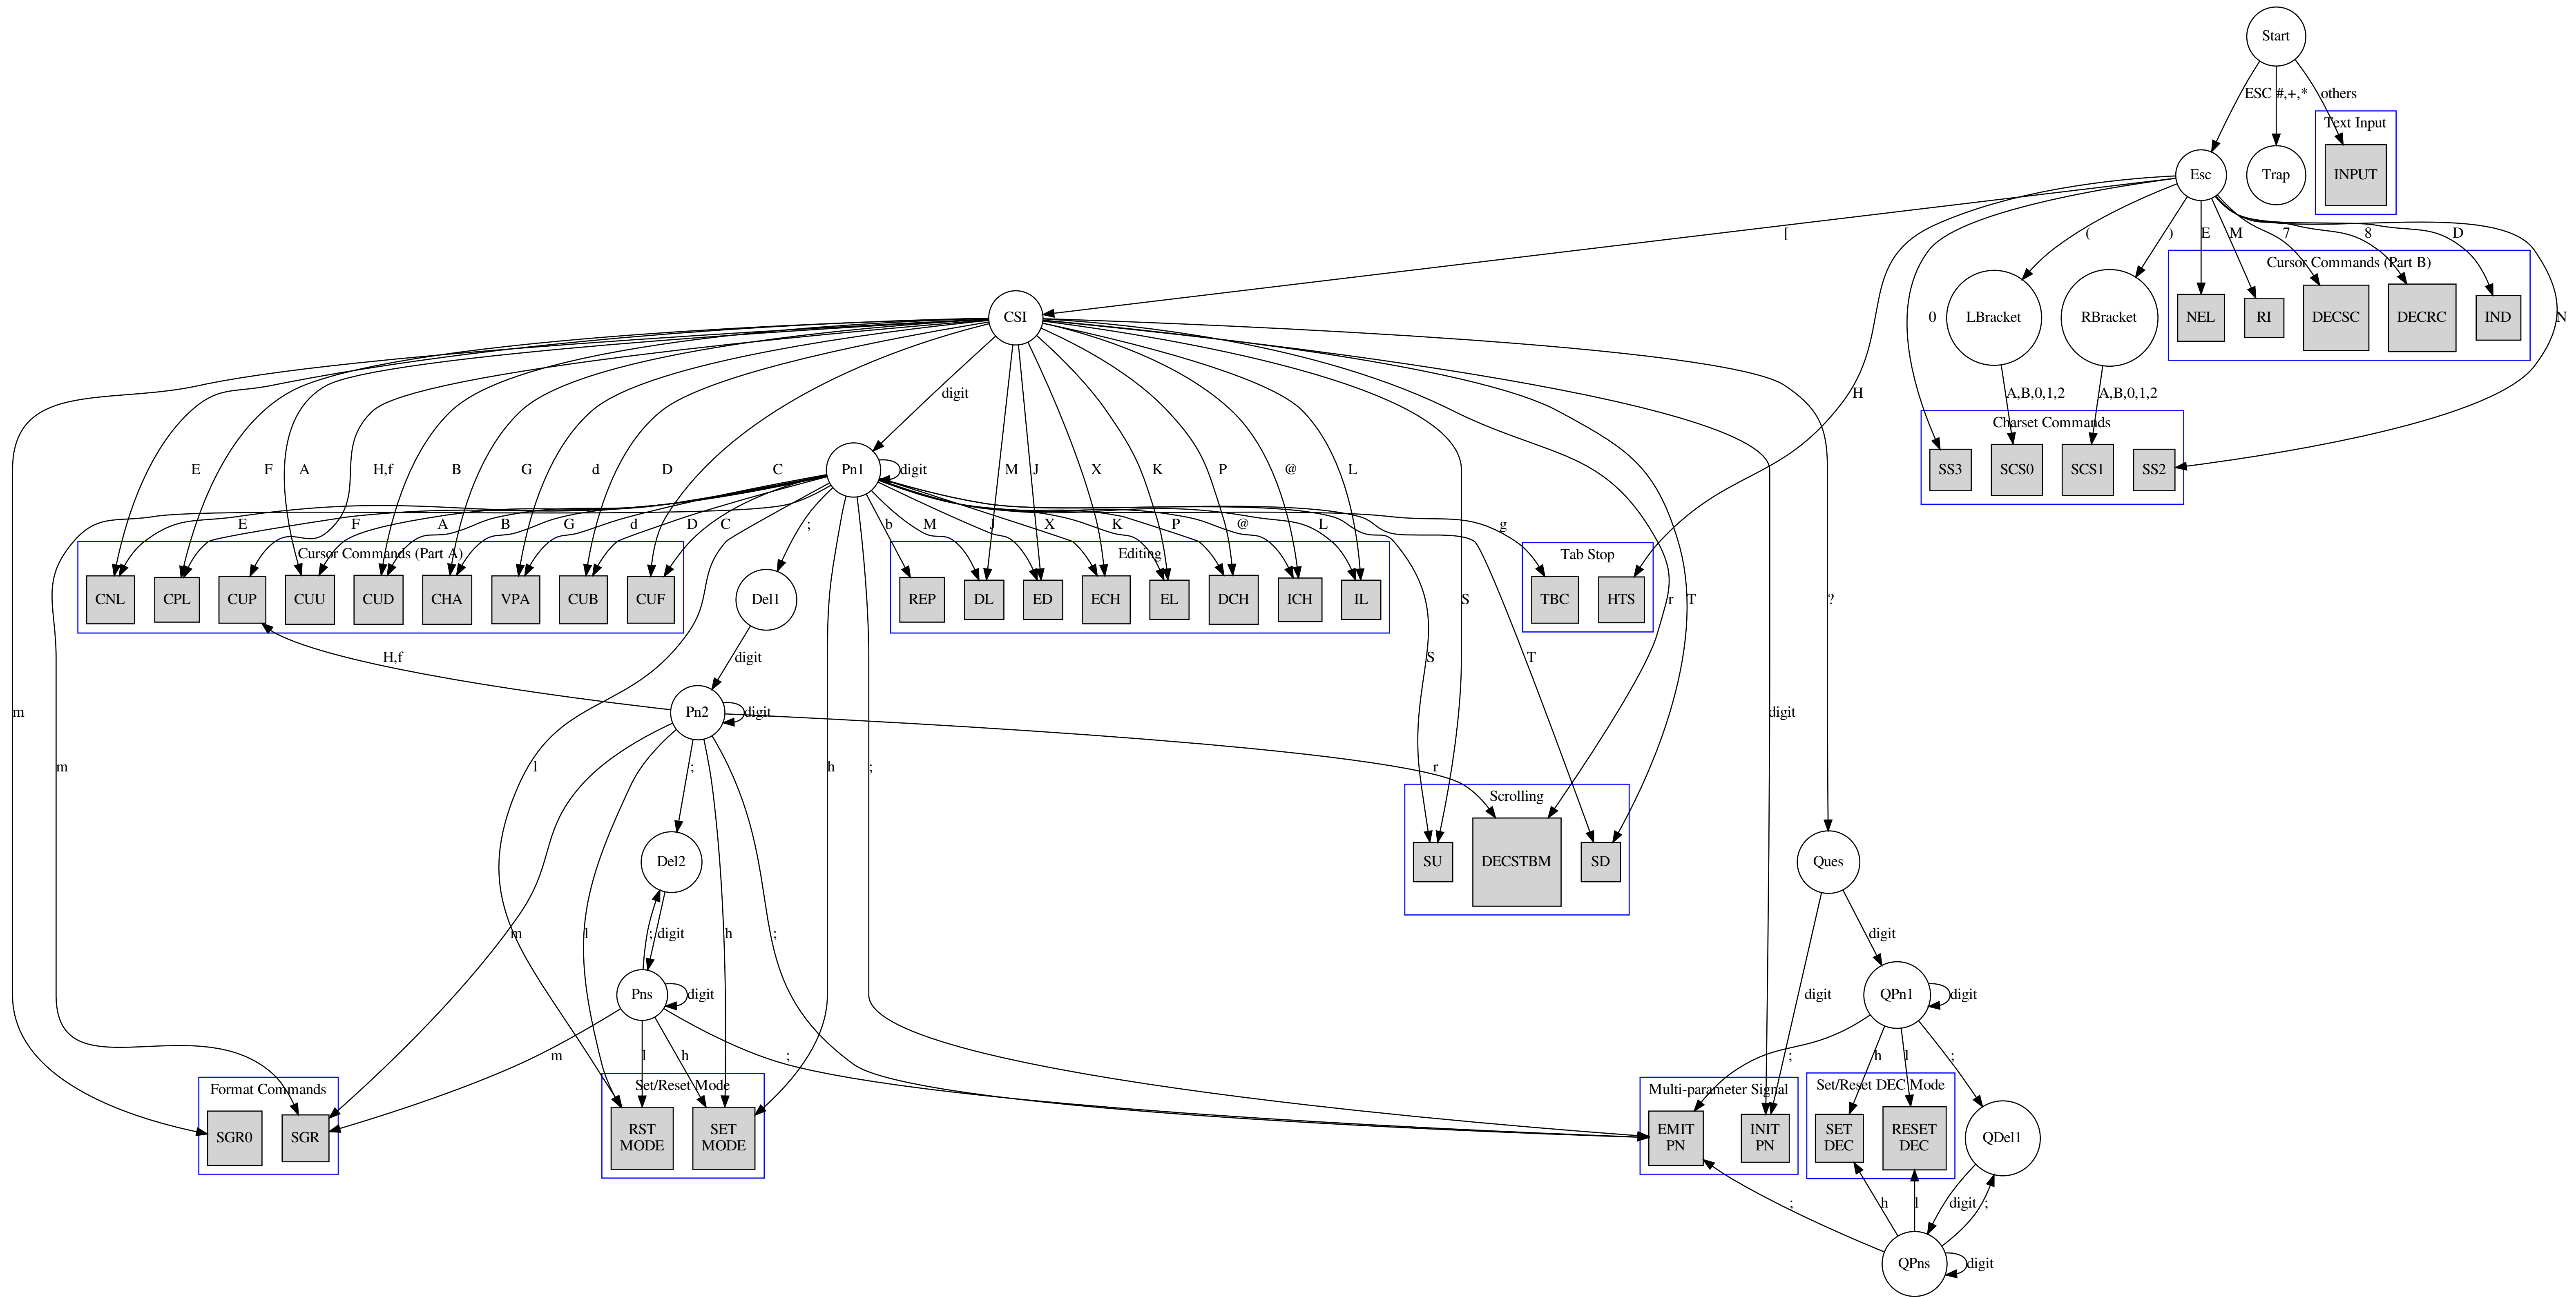 Start
ESC
#,+,*
others
Text Input
Esc
Trap
INPUT
[
(
)
E
M
7
8
D
Cursor Commands (Part B)
CSI
0
LBracket
RBracket
NEL
RI
DECSC
DECRC
IND
N
digit
H
A,B,0,1,2
A,B,0,1,2
Charset Commands
E
F
A
H,f
B
G
d
D
C
Pn1
digit
M
J
X
K
P
@
L
SS3
SCS0
SCS1
SS2
E
F
A
B
G
d
D
C
;
b
M
J
X
K
P
@
L
g
Cursor Commands (Part A)
Editing
Tab Stop
CNL
CPL
CUP
CUU
CUD
CHA
VPA
CUB
CUF
Del1
REP
DL
ED
ECH
EL
DCH
ICH
IL
TBC
HTS
S
r
T
?
H,f
digit
S
T
m
Pn2
digit
digit
m
l
;
h
;
r
Scrolling
Del2
SU
DECSTBM
SD
Ques
m
l
;
digit
h
;
digit
Pns
digit
digit
QPn1
digit
m
l
h
;
;
h
l
;
Format Commands
Set/Reset Mode
Multi-parameter Signal
Set/Reset DEC Mode
SGR0
SGR
RST
MODE
SET
MODE
EMIT
PN
INIT
PN
SET
DEC
RESET
DEC
QDel1
;
h
l
digit
;
QPns
digit